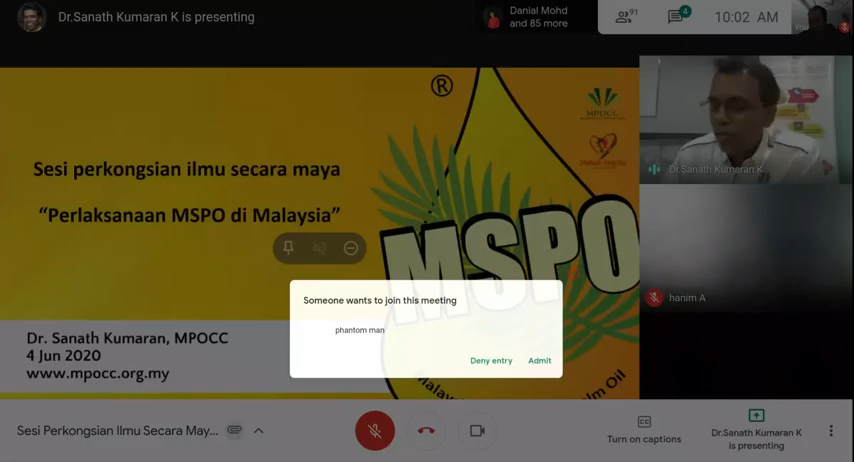 Dr.Sanath Kumaran K is presenting
Danial Mohd
and 85 more
91
4
10:02 AM
You
®
MPOCC
Sesi perkongsian ilmu secara maya
“Perlaksanaan MSPO di Malaysia”
MSPO
Dr.Sanath Kumaran K
hanim A
Someone wants to join this meeting
phantom man
Deny entry
Admit
Dr. Sanath Kumaran, MPOCC
4 Jun 2020
www.mpocc.org.my
Oil
Sesi Perkongsian Ilmu Secara May...
CC
Turn on captions
Dr.Sanath Kumaran K
is presenting